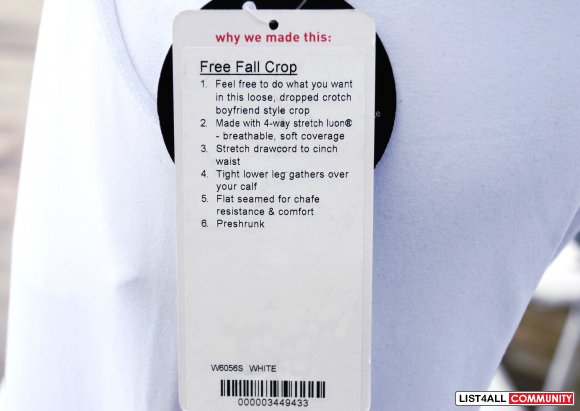 why we made this:
Free Fall Crop
1. Feel free to do what you want
in this loose, dropped crotch
boyfriend style crop
2. Made with 4-way stretch luon®
- breathable, soft coverage
3. Stretch drawcord to cinch
waist
4. Tight lower leg gathers over
your calf
5. Flat seamed for chafe
resistance & comfort
6. Preshrunk
W6056S WHITE
000003449433
LIST4ALL COMMUNITY